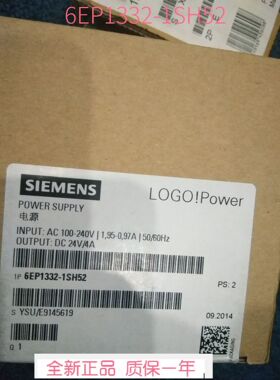 6EP1332-1SH52
SIEMENS
LOGO!Power
POWER SUPPLY
电源
INPUT: AC 100-240V | 1,95-0,97A | 50/60Hz
OUTPUT: DC 24V/4A
1P 6EP1332-1SH52
PS: 2
S YSU/E9145619
09.2014
Q 1
全新正品 质保一年